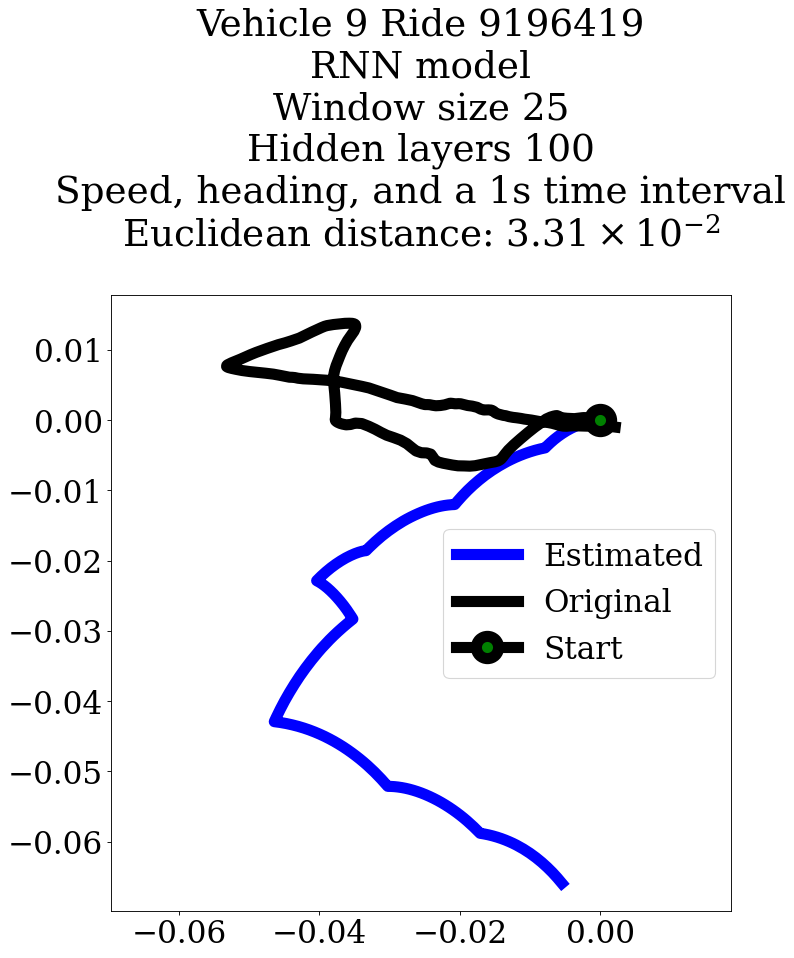 Vehicle 9 Ride 9196419
RNN model
Window size 25
Hidden layers 100
Speed, heading, and a 1s time interval
Euclidean distance: 3.31 × 10⁻²
0.01
0.00
−0.01
−0.02
−0.03
−0.04
−0.05
−0.06
Estimated
Original
Start
−0.06 −0.04 −0.02 0.00